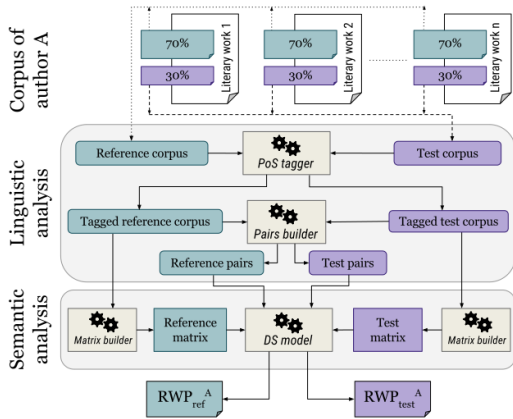 Corpus of
author A
70%
30%
Literary work 1
70%
30%
Literary work 2
70%
30%
Literary work n
Linguistic
analysis
Reference corpus
PoS tagger
Test corpus
Tagged reference corpus
Pairs builder
Tagged test corpus
Reference pairs
Test pairs
Semantic
analysis
Matrix builder
Reference
matrix
DS model
Test
matrix
Matrix builder
RWP ref A
RWP test A